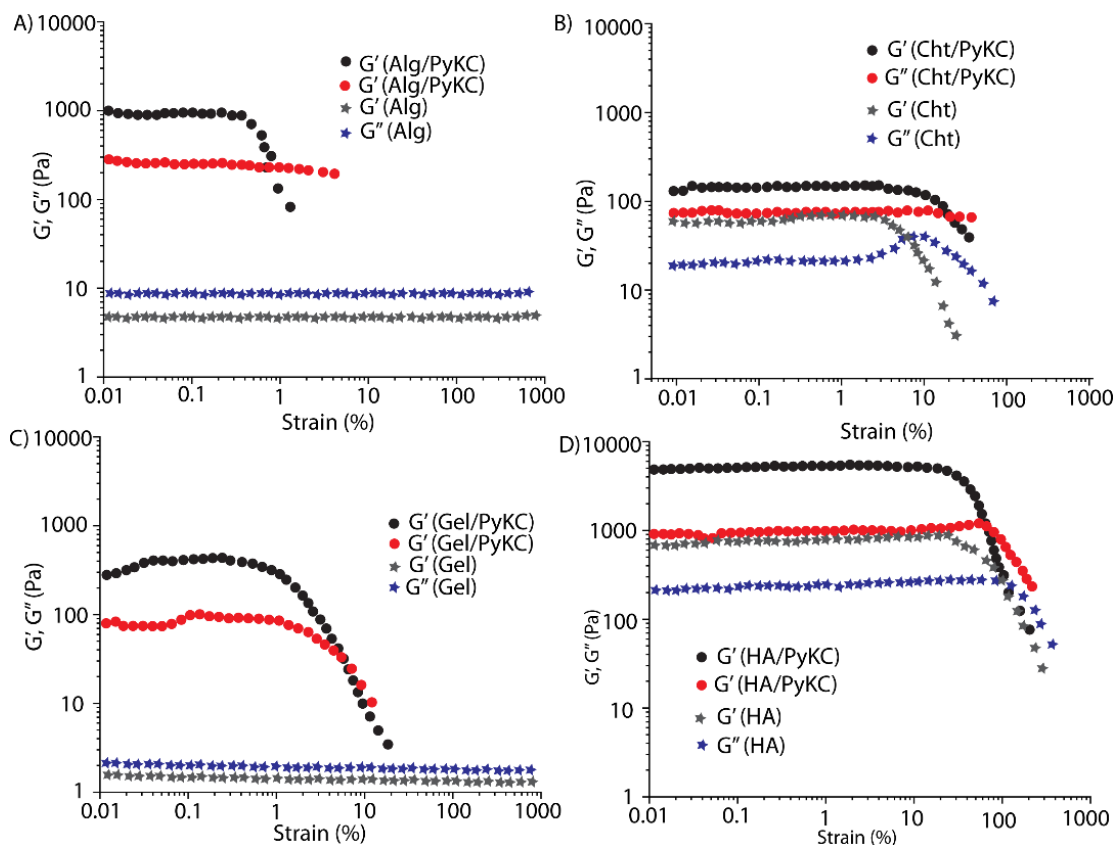 A)
10000
1000
100
10
1
G', G'' (Pa)
G' (Alg/PyKC)
G' (Alg/PyKC)
G' (Alg)
G'' (Alg)
0.01 0.1 1 10 100 1000
Strain (%)
B)
10000
1000
100
10
1
G', G'' (Pa)
G' (Cht/PyKC)
G'' (Cht/PyKC)
G' (Cht)
G'' (Cht)
0.01 0.1 1 10 100 1000
Strain (%)
C)
10000
1000
100
10
1
G', G'' (Pa)
G' (Gel/PyKC)
G' (Gel/PyKC)
G' (Gel)
G'' (Gel)
0.01 0.1 1 10 100 1000
Strain (%)
D)
10000
1000
100
10
1
G', G'' (Pa)
G' (HA/PyKC)
G' (HA/PyKC)
G' (HA)
G'' (HA)
0.01 0.1 1 10 100 1000
Strain (%)